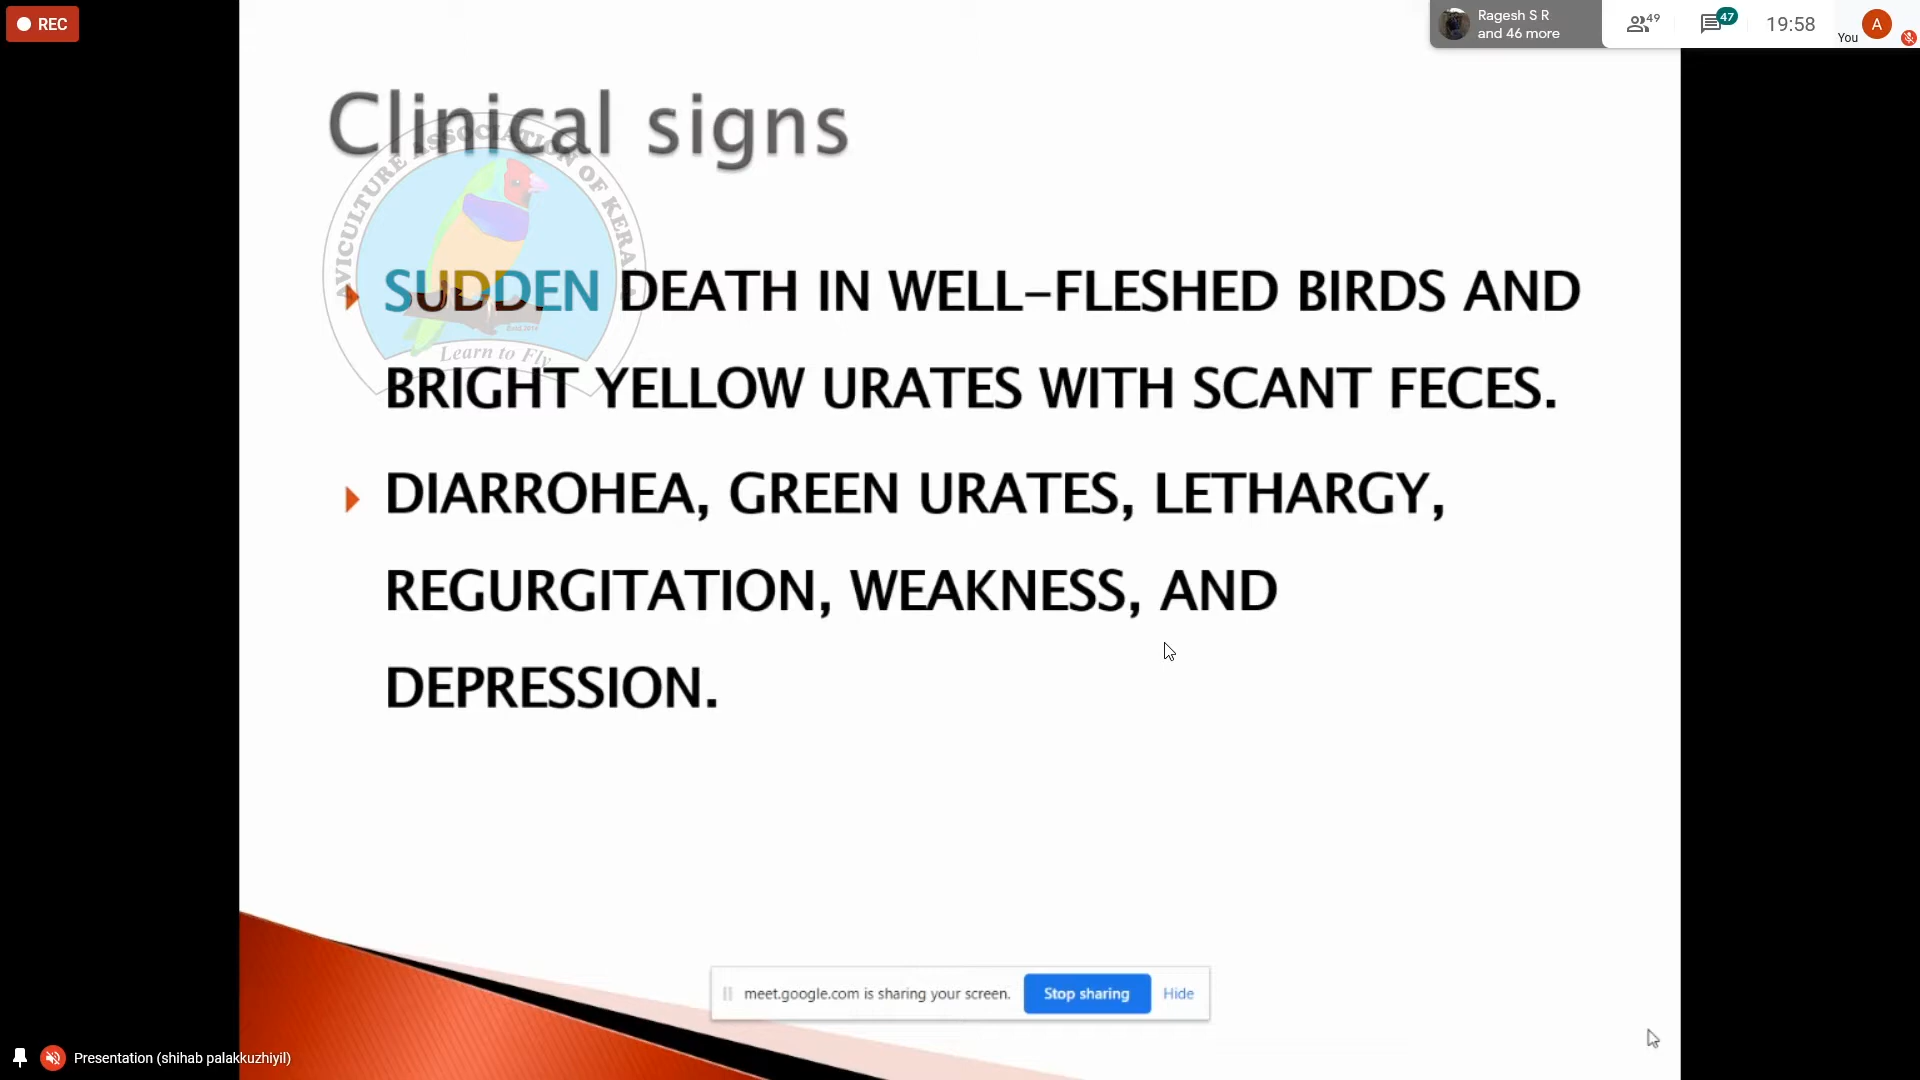 REC
Ragesh S R
and 46 more
49
47
19:58
You
A
Clinical signs
AVICULTURE ASSOCIATION OF KERALA
SUDDEN DEATH IN WELL-FLESHED BIRDS AND
BRIGHT YELLOW URATES WITH SCANT FECES.
Learn to Fly
DIARROHEA, GREEN URATES, LETHARGY,
REGURGITATION, WEAKNESS, AND
DEPRESSION.
meet.google.com is sharing your screen.
Stop sharing
Hide
Presentation (shihab palakkuzhiyil)